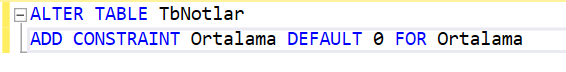 ALTER TABLE TbNotlar
ADD CONSTRAINT Ortalama DEFAULT 0 FOR Ortalama